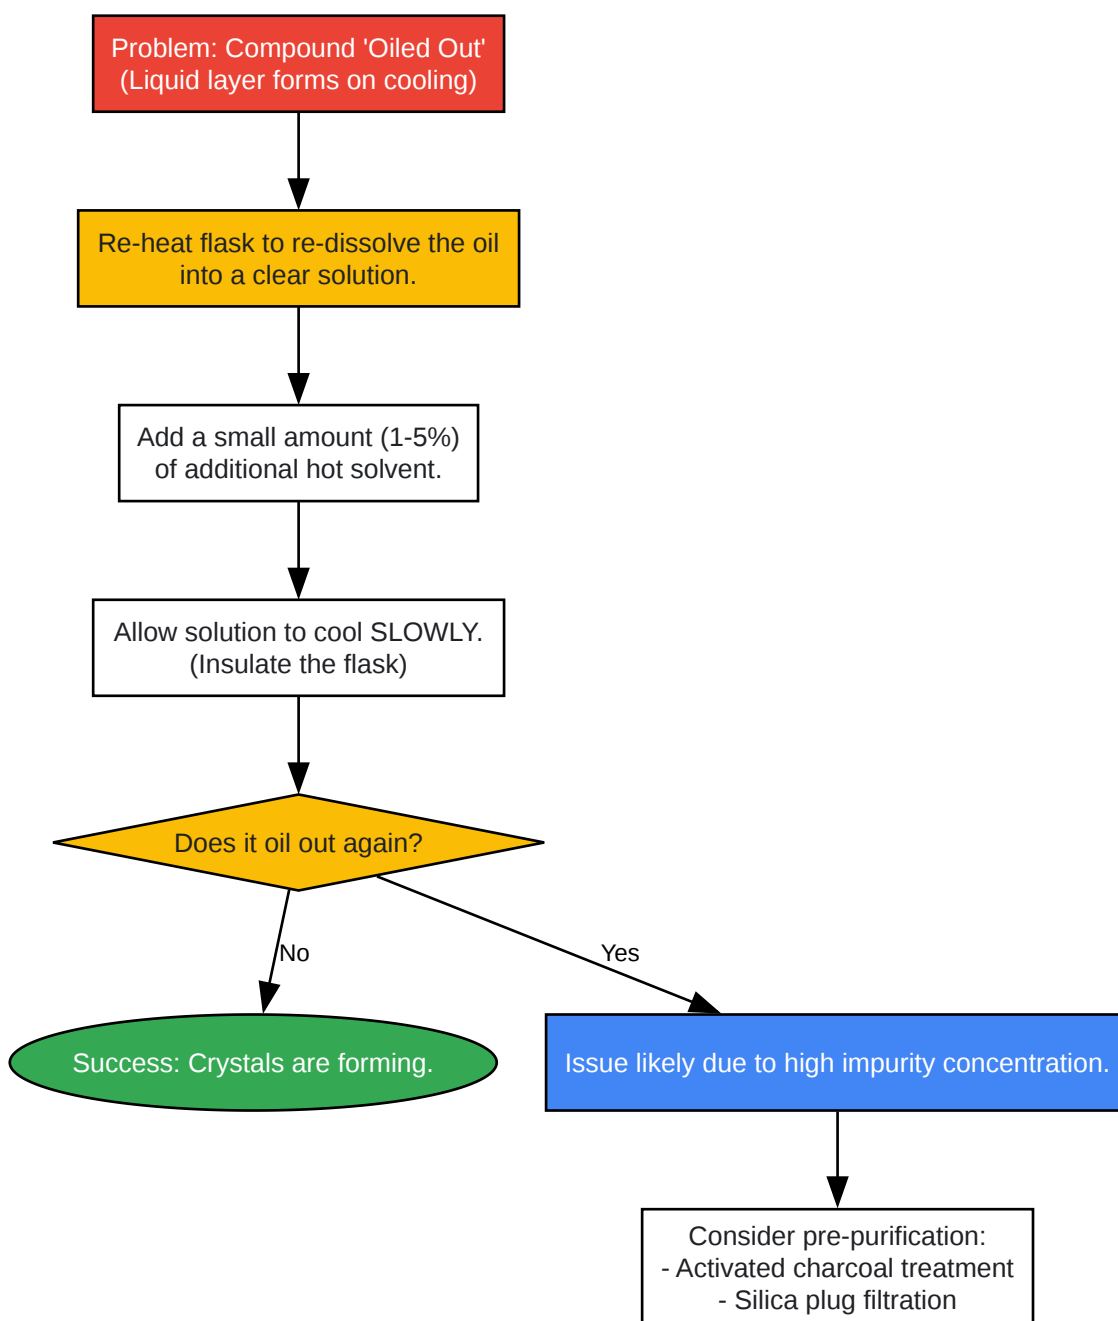 Problem: Compound 'Oiled Out'
(Liquid layer forms on cooling)
Re-heat flask to re-dissolve the oil
into a clear solution.
Add a small amount (1-5%)
of additional hot solvent.
Allow solution to cool SLOWLY.
(Insulate the flask)
Does it oil out again?
No
Yes
Success: Crystals are forming.
Issue likely due to high impurity concentration.
Consider pre-purification:
- Activated charcoal treatment
- Silica plug filtration